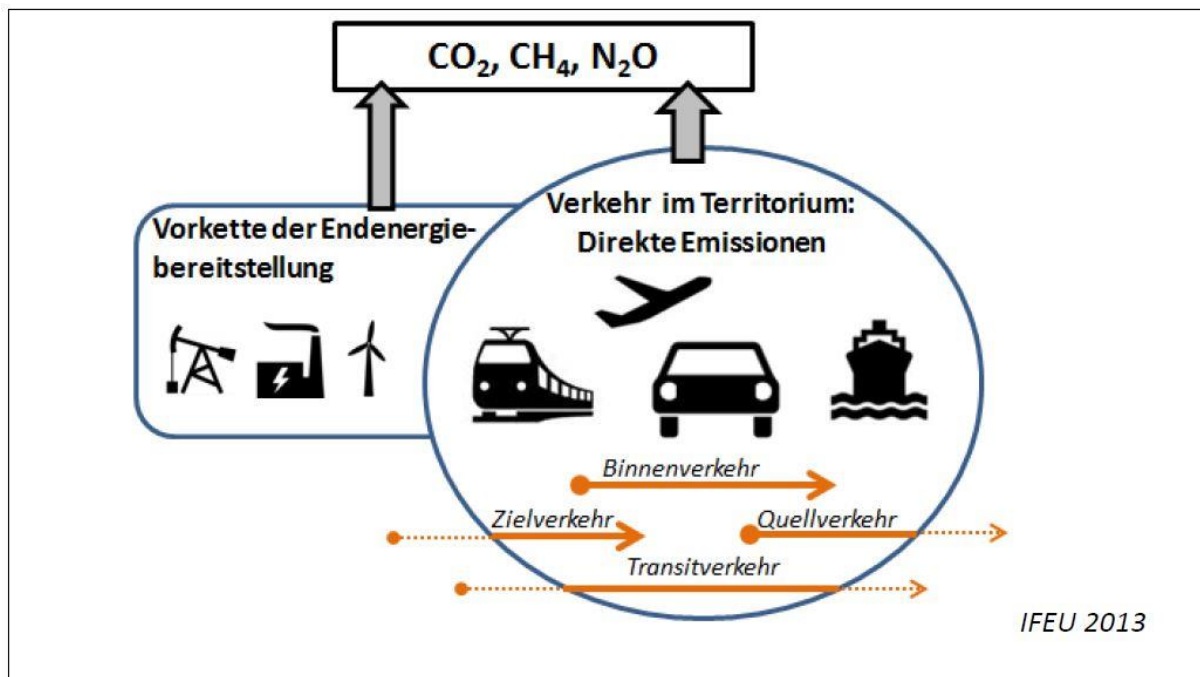 CO₂, CH₄, N₂O
Vorkette der Endenergie-
bereitstellung
Verkehr im Territorium:
Direkte Emissionen
Binnenverkehr
Zielverkehr
Quellverkehr
Transitverkehr
IFEU 2013